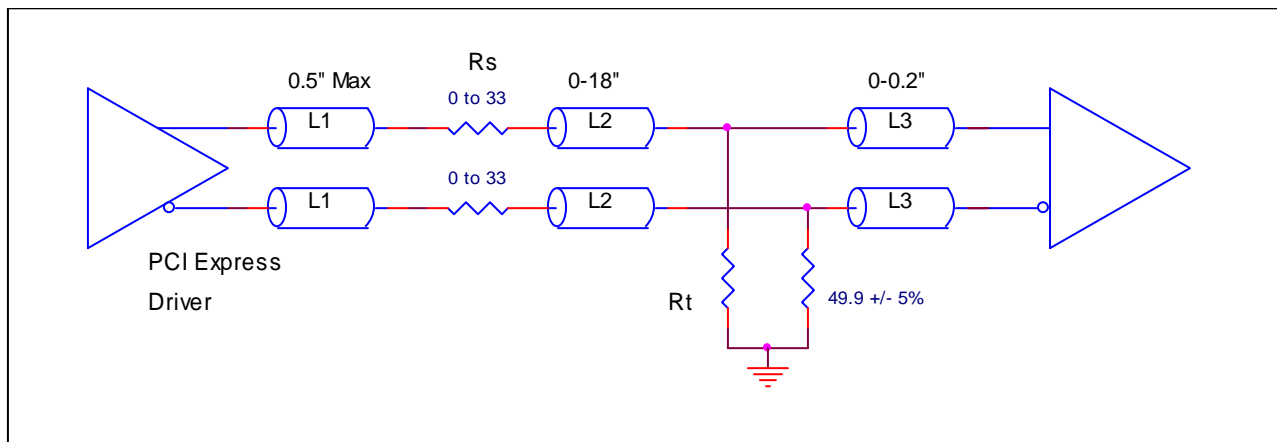 Rs
0.5" Max
0-18"
0-0.2"
0 to 33
L1
L2
L3
0 to 33
L1
L2
L3
PCI Express
Driver
Rt
49.9 +/- 5%